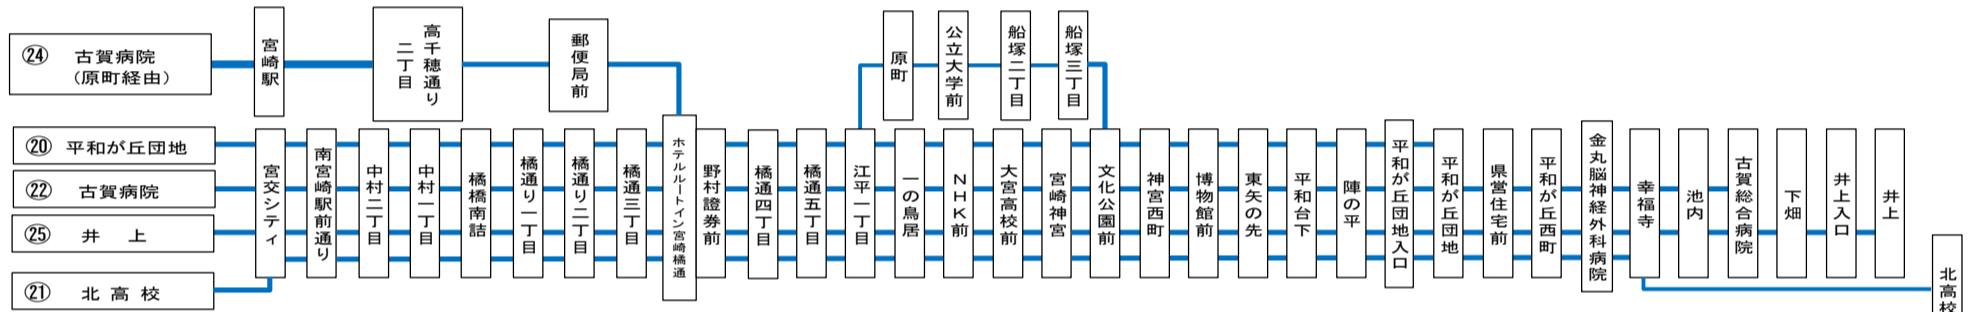 ㉔ 古賀病院
（原町経由）
宮崎駅
高千穂通り
二丁目
郵便局前
原町
公立大学前
船塚二丁目
船塚三丁目
⑳ 平和が丘団地
㉒ 古賀病院
㉕ 井 上
㉑ 北 高 校
宮交シティ
南宮崎駅前通り
中村二丁目
中村一丁目
橘橋南詰
橘通り一丁目
橘通り二丁目
橘通三丁目
ホテルルートイン宮崎橘通
野村證券前
橘通四丁目
橘通五丁目
江平一丁目
一の鳥居
ＮＨＫ前
大宮高校前
宮崎神宮
文化公園前
神宮西町
博物館前
東矢の先
平和台下
陣の平
平和が丘団地入口
平和が丘団地
県営住宅前
平和が丘西町
金丸脳神経外科病院
幸福寺
池内
古賀総合病院
下畑
井上入口
井上
北高校